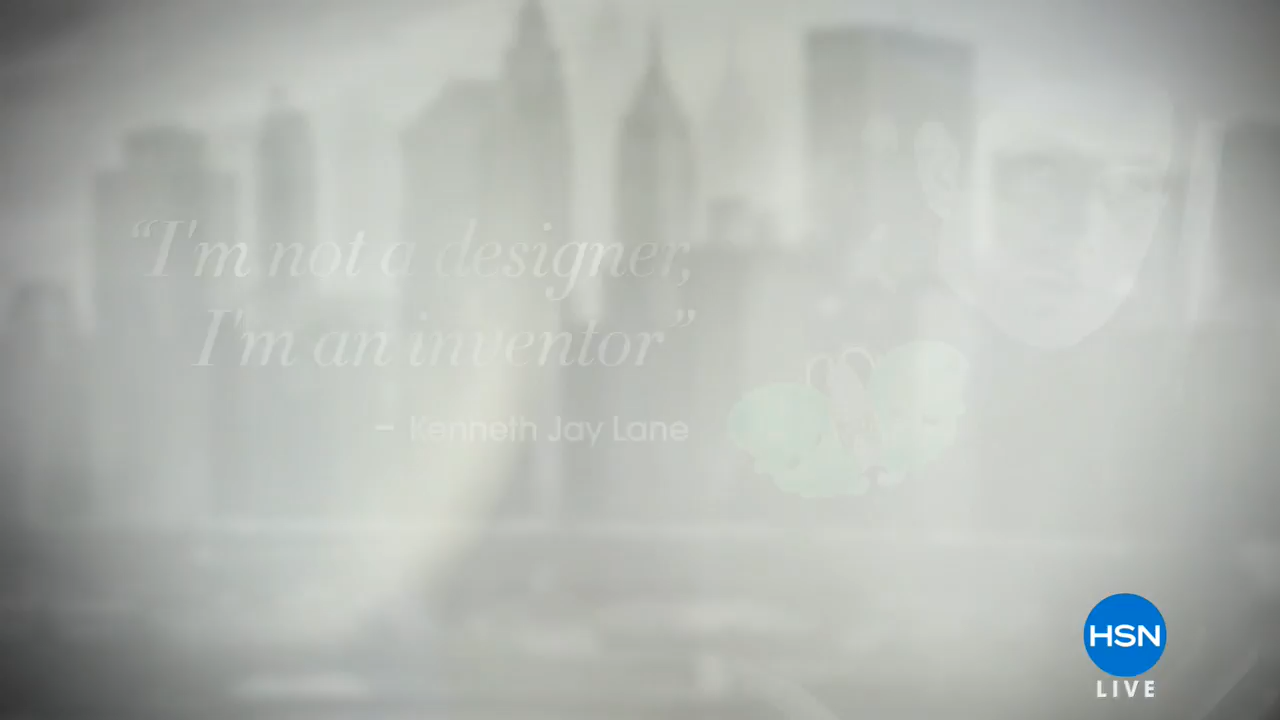 “I'm not a designer,
I'm an inventor”
– Kenneth Jay Lane
HSN
LIVE